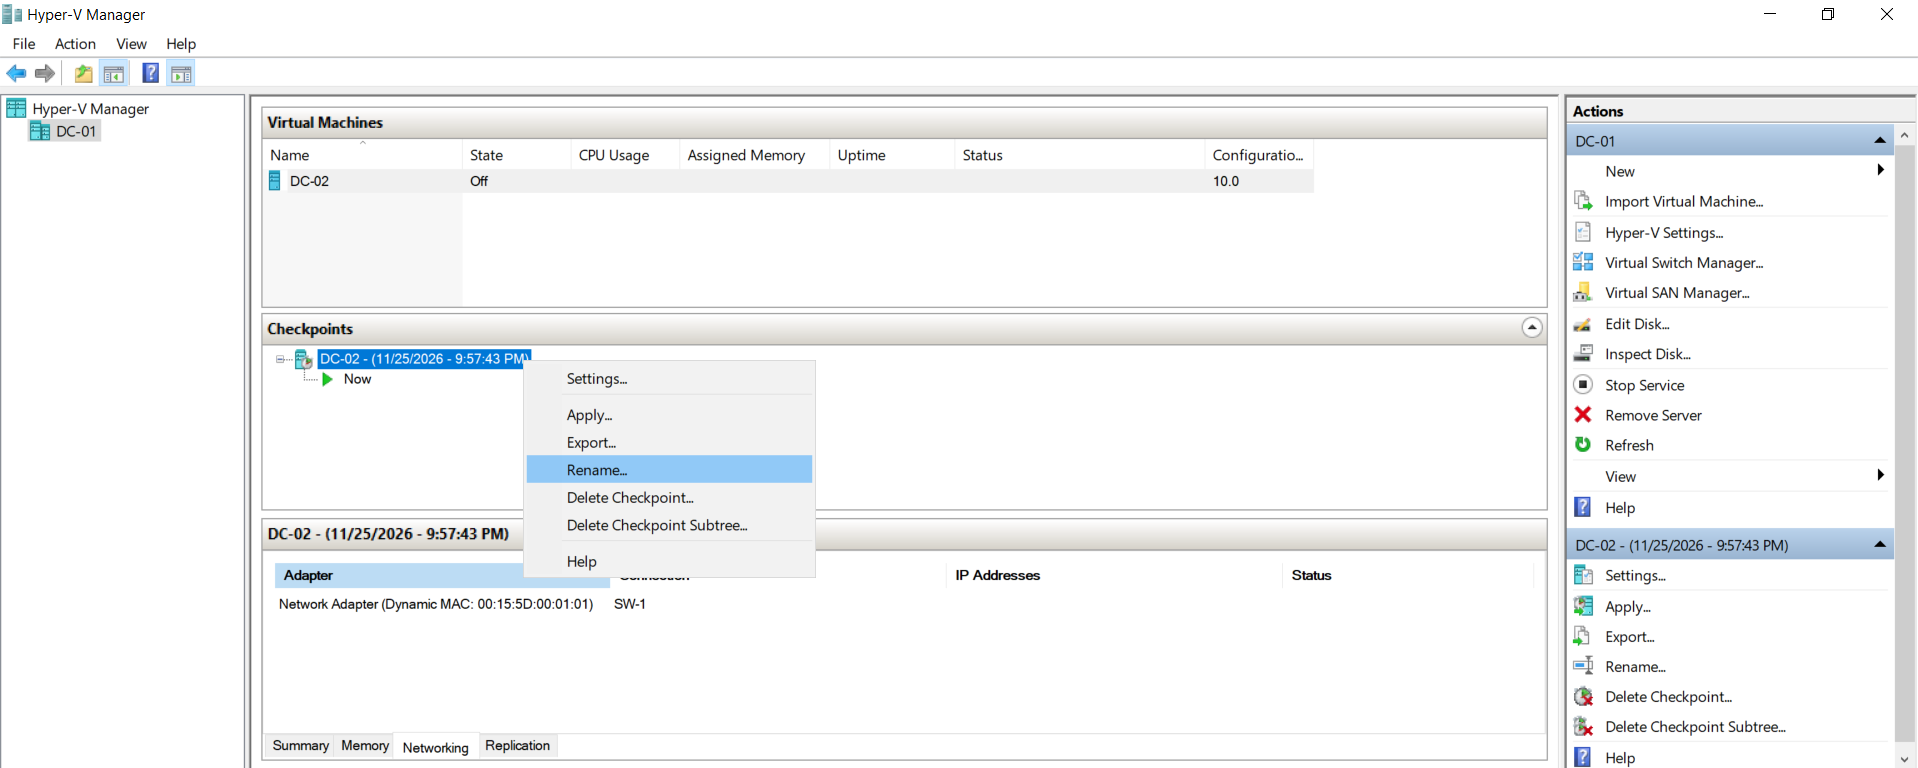 Hyper-V Manager
File Action View Help
Hyper-V Manager
DC-01
Virtual Machines
Name State CPU Usage Assigned Memory Uptime Status Configuratio...
DC-02 Off 10.0
Checkpoints
DC-02 - (11/25/2026 - 9:57:43 PM)
Now
Settings...
Apply...
Export...
Rename...
Delete Checkpoint...
Delete Checkpoint Subtree...
Help
DC-02 - (11/25/2026 - 9:57:43 PM)
Adapter Connection IP Addresses Status
Network Adapter (Dynamic MAC: 00:15:5D:00:01:01) SW-1
Summary Memory Networking Replication
Actions
DC-01
New
Import Virtual Machine...
Hyper-V Settings...
Virtual Switch Manager...
Virtual SAN Manager...
Edit Disk...
Inspect Disk...
Stop Service
Remove Server
Refresh
View
Help
DC-02 - (11/25/2026 - 9:57:43 PM)
Settings...
Apply...
Export...
Rename...
Delete Checkpoint...
Delete Checkpoint Subtree...
Help